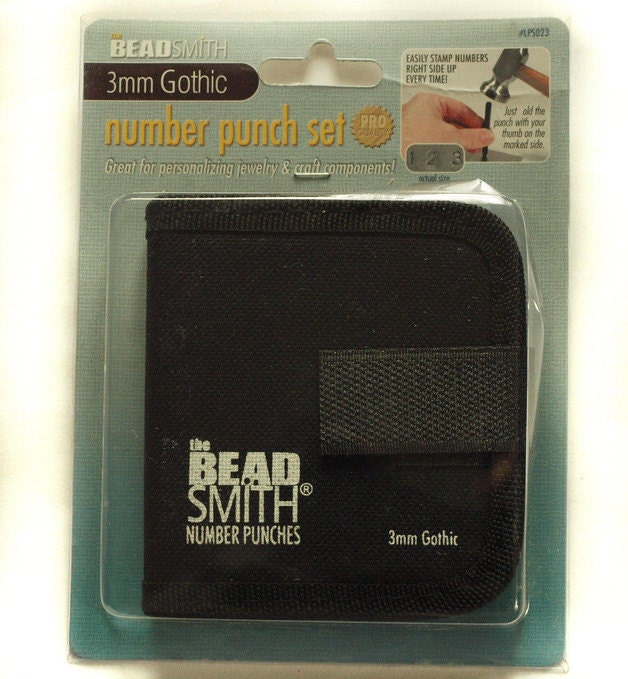 #LPS023
the
BEADSMITH
3mm Gothic
number punch set
PRO
QUALITY
Great for personalizing jewelry & craft components!
EASILY STAMP NUMBERS
RIGHT SIDE UP
EVERY TIME!
Just old the
punch with your
thumb on the
marked side.
1 2 3
actual size
the
BEAD
SMITH®
NUMBER PUNCHES
3mm Gothic